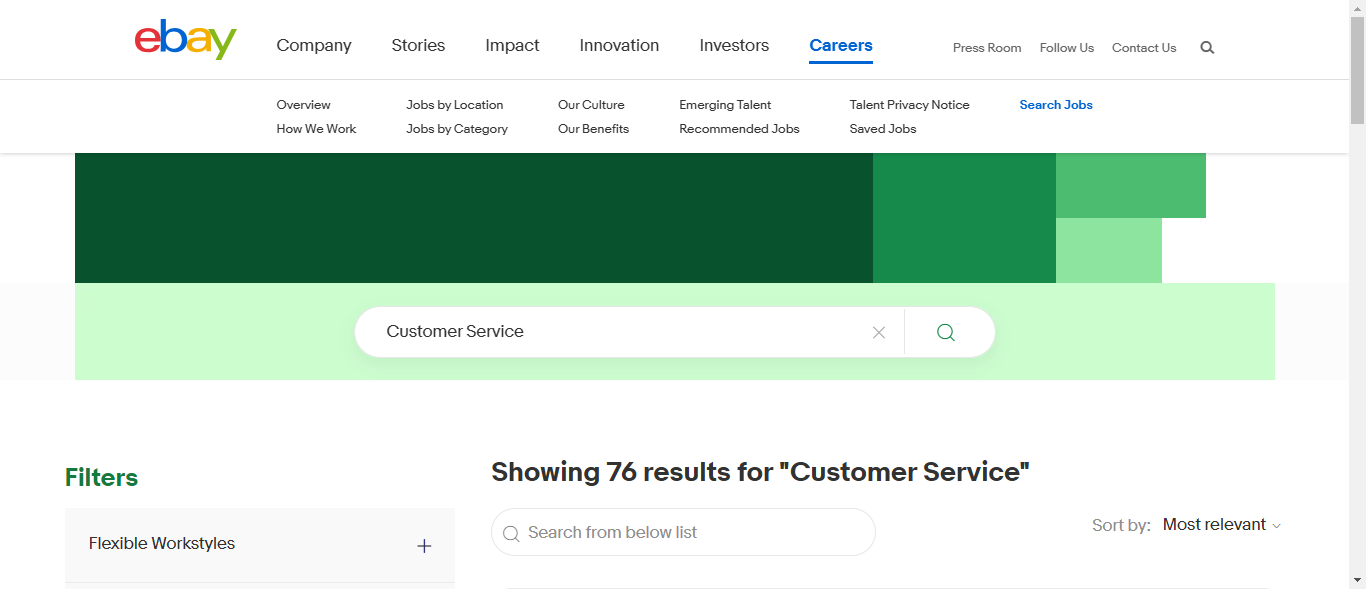 ebay
Company Stories Impact Innovation Investors Careers Press Room Follow Us Contact Us
Overview Jobs by Location Our Culture Emerging Talent Talent Privacy Notice Search Jobs
How We Work Jobs by Category Our Benefits Recommended Jobs Saved Jobs
Customer Service
Filters
Showing 76 results for "Customer Service"
Flexible Workstyles
Search from below list
Sort by: Most relevant